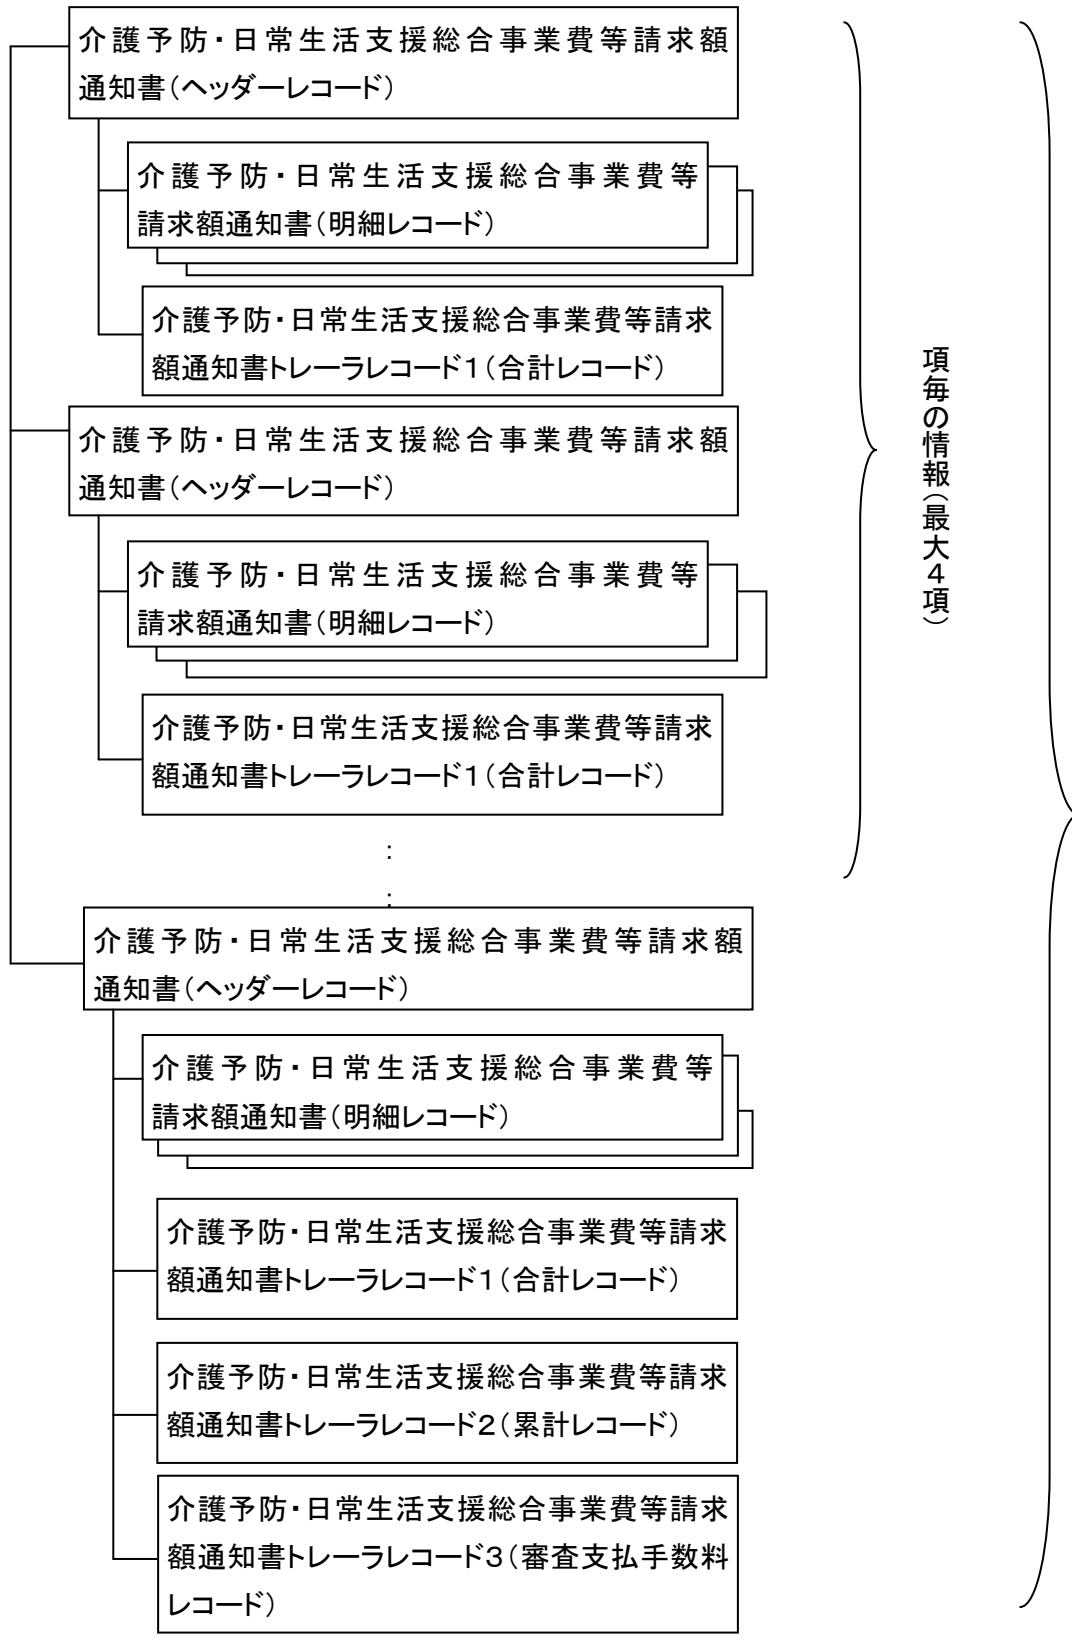 介護予防・日常生活支援総合事業費等請求額
通知書（ヘッダーレコード）
介護予防・日常生活支援総合事業費等
請求額通知書（明細レコード）
介護予防・日常生活支援総合事業費等請求
額通知書トレーラレコード１（合計レコード）
介護予防・日常生活支援総合事業費等請求額
通知書（ヘッダーレコード）
介護予防・日常生活支援総合事業費等
請求額通知書（明細レコード）
介護予防・日常生活支援総合事業費等請求
額通知書トレーラレコード１（合計レコード）
：
：
介護予防・日常生活支援総合事業費等請求額
通知書（ヘッダーレコード）
介護予防・日常生活支援総合事業費等
請求額通知書（明細レコード）
介護予防・日常生活支援総合事業費等請求
額通知書トレーラレコード１（合計レコード）
介護予防・日常生活支援総合事業費等請求
額通知書トレーラレコード２（累計レコード）
介護予防・日常生活支援総合事業費等請求
額通知書トレーラレコード３（審査支払手数料
レコード）
項毎の情報（最大４項）